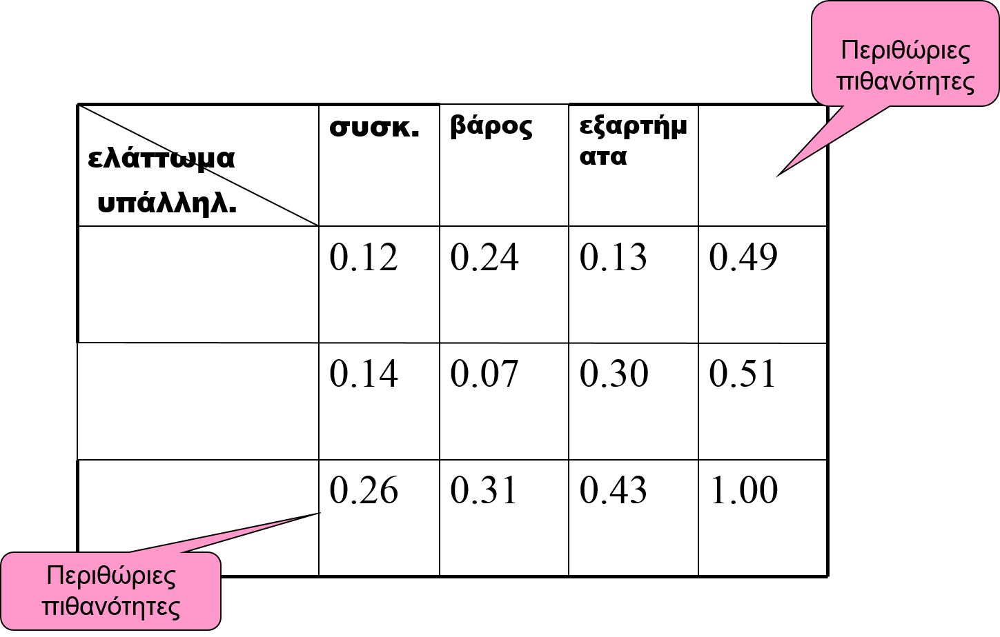 Περιθώριες
πιθανότητες
ελάττωμα
υπάλληλ.
συσκ.
βάρος
εξαρτήμ
ατα
0.12 0.24 0.13 0.49
0.14 0.07 0.30 0.51
0.26 0.31 0.43 1.00
Περιθώριες
πιθανότητες